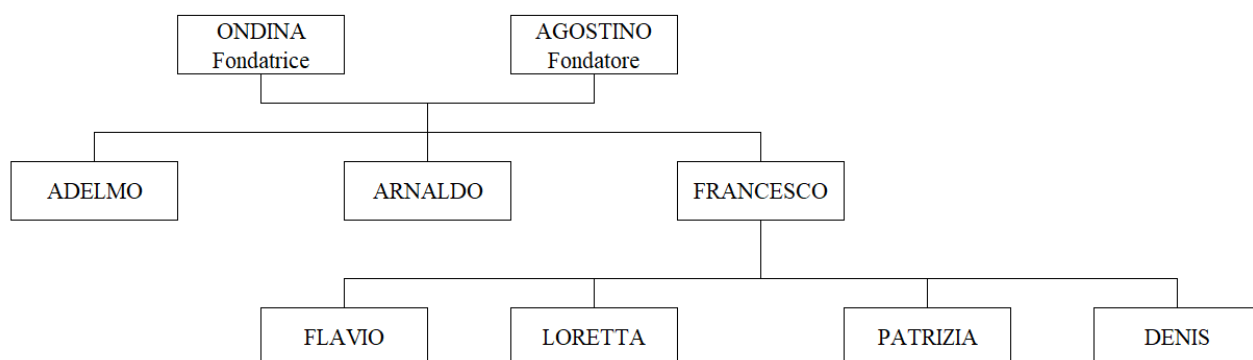 ONDINA
Fondatrice
AGOSTINO
Fondatore
ADELMO
ARNALDO
FRANCESCO
FLAVIO
LORETTA
PATRIZIA
DENIS